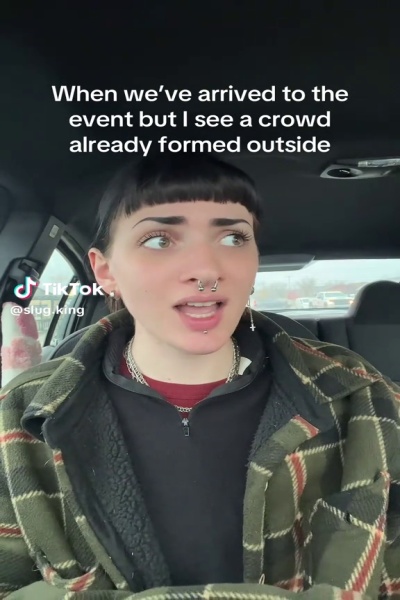 When we’ve arrived to the
event but I see a crowd
already formed outside
TikTok
@slug.king